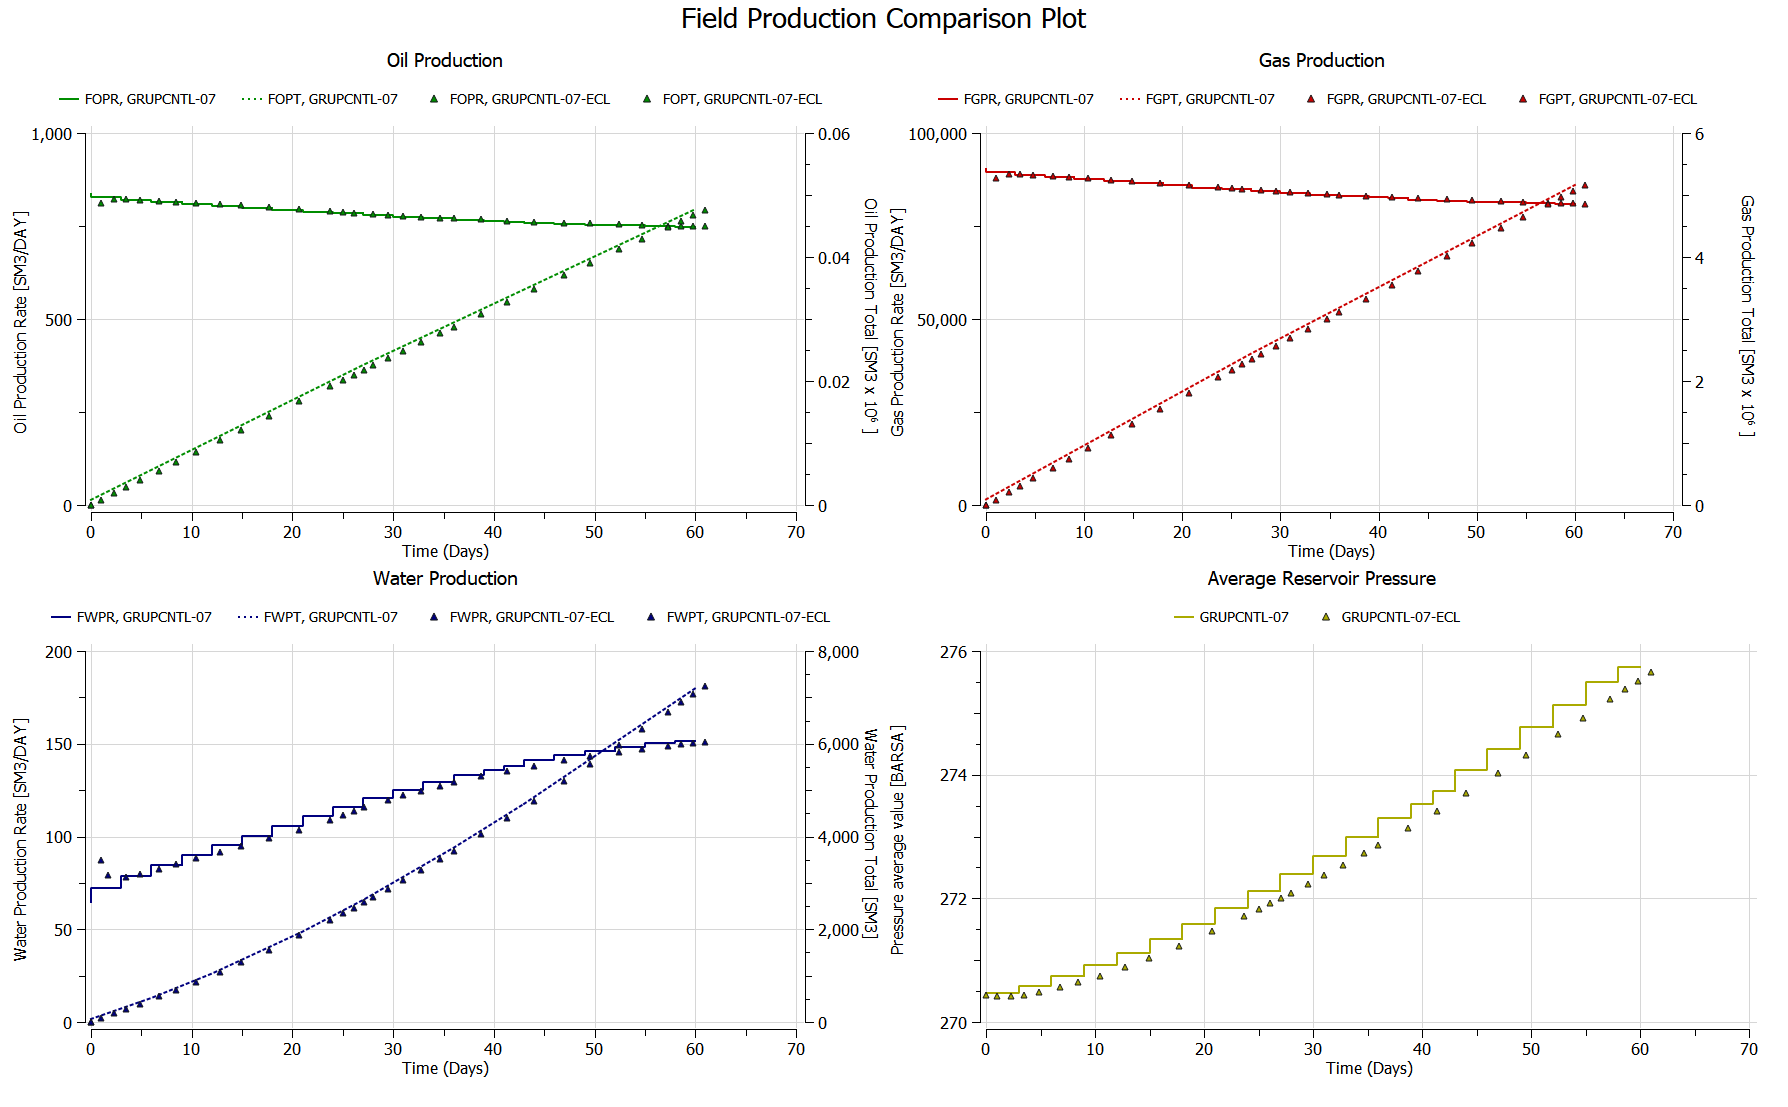 Field Production Comparison Plot
Oil Production
FOPR, GRUPCNTL-07 FOPT, GRUPCNTL-07 FOPR, GRUPCNTL-07-ECL FOPT, GRUPCNTL-07-ECL
1,000
500
0
Oil Production Rate [SM3/DAY]
0.06
0.04
0.02
0
Oil Production Total [SM3 x 10⁶ ]
0 10 20 30 40 50 60 70
Time (Days)
Gas Production
FGPR, GRUPCNTL-07 FGPT, GRUPCNTL-07 FGPR, GRUPCNTL-07-ECL FGPT, GRUPCNTL-07-ECL
100,000
50,000
0
Gas Production Rate [SM3/DAY]
6
4
2
0
Gas Production Total [SM3 x 10⁶ ]
0 10 20 30 40 50 60 70
Time (Days)
Water Production
FWPR, GRUPCNTL-07 FWPT, GRUPCNTL-07 FWPR, GRUPCNTL-07-ECL FWPT, GRUPCNTL-07-ECL
200
150
100
50
0
Water Production Rate [SM3/DAY]
8,000
6,000
4,000
2,000
0
Water Production Total [SM3]
0 10 20 30 40 50 60 70
Time (Days)
Average Reservoir Pressure
GRUPCNTL-07 GRUPCNTL-07-ECL
276
274
272
270
Pressure average value [BARSA]
0 10 20 30 40 50 60 70
Time (Days)